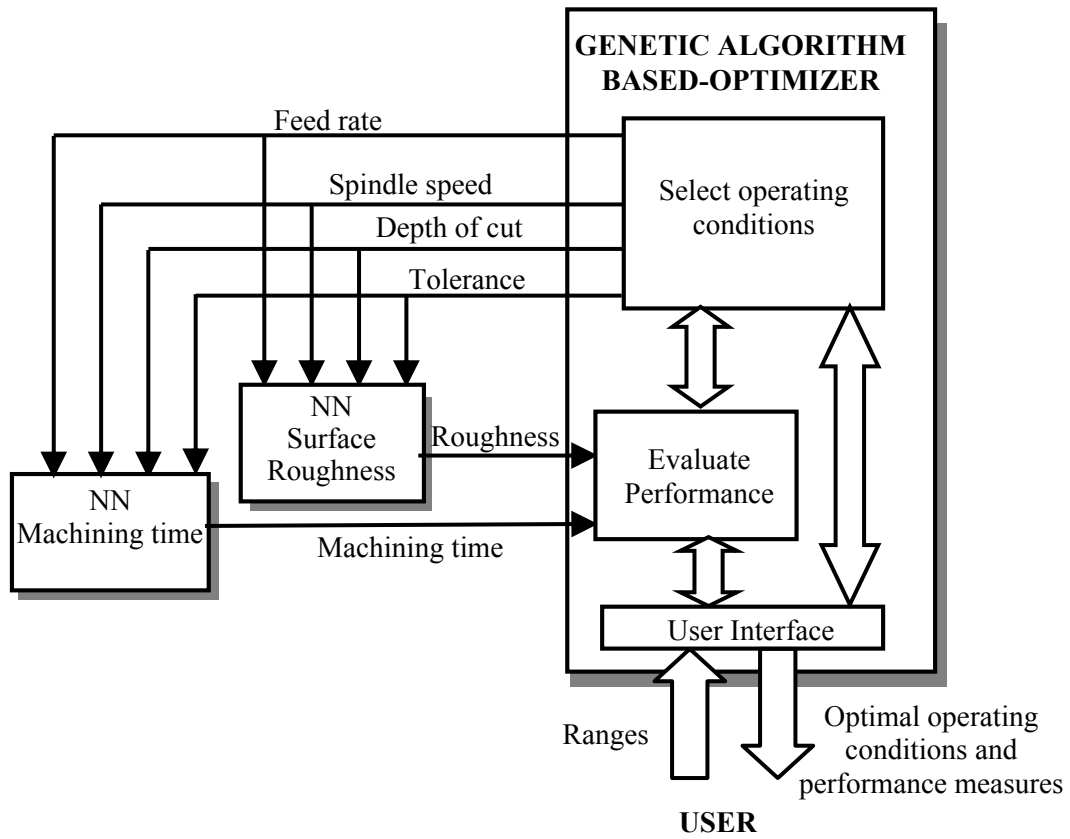 GENETIC ALGORITHM
BASED-OPTIMIZER
Feed rate
Spindle speed
Depth of cut
Tolerance
Select operating
conditions
NN
Surface
Roughness
Roughness
Evaluate
Performance
NN
Machining time
Machining time
User Interface
Ranges
Optimal operating
conditions and
performance measures
USER